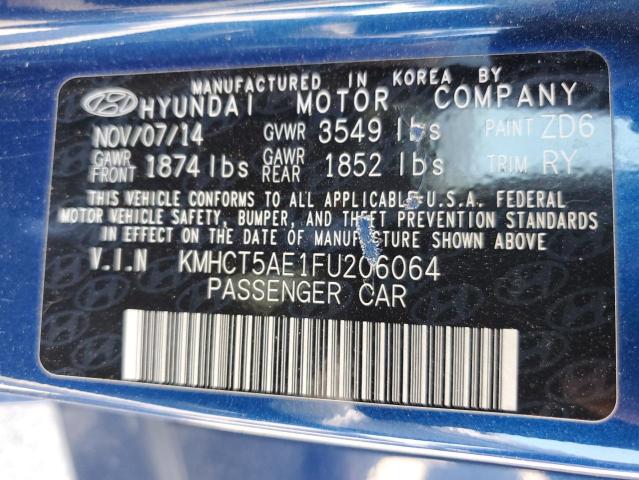 MANUFACTURED IN KOREA BY
HYUNDAI MOTOR COMPANY
NOV/07/14 GVWR 3549 lbs PAINT ZD6
GAWR FRONT 1874 lbs GAWR REAR 1852 lbs TRIM RY
THIS VEHICLE CONFORMS TO ALL APPLICABLE U.S.A. FEDERAL
MOTOR VEHICLE SAFETY, BUMPER, AND THEFT PREVENTION STANDARDS
IN EFFECT ON THE DATE OF MANUFACTURE SHOWN ABOVE
V.I.N KMHCT5AE1FU206064
PASSENGER CAR